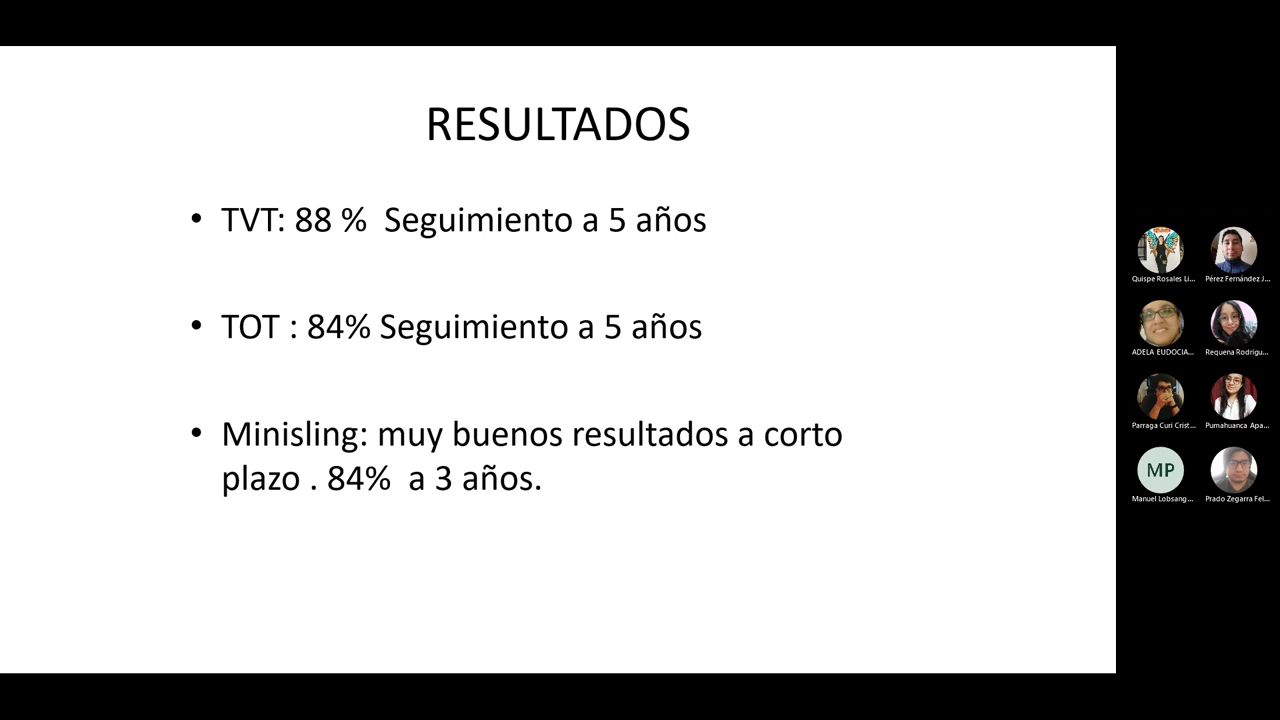 RESULTADOS
• TVT: 88 %  Seguimiento a 5 años
• TOT : 84% Seguimiento a 5 años
• Minisling: muy buenos resultados a corto
plazo . 84%  a 3 años.
Quispe Rosales Li...
Pérez Fernández J...
ADELA EUDOCIA...
Requena Rodrigu...
Parraga Curi Crist...
Pumahuanca Apa...
MP
Manuel Lobsang...
Prado Zegarra Fel...